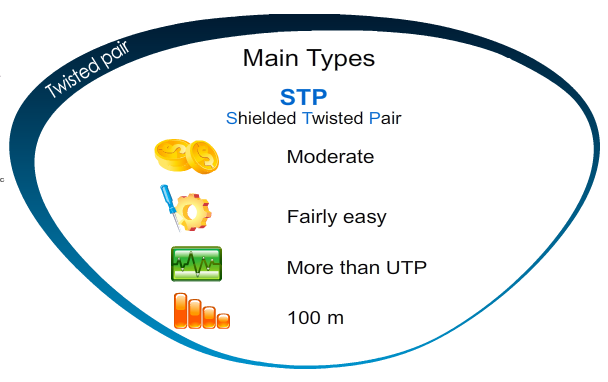 Twisted pair
Main Types
STP
Shielded Twisted Pair
Moderate
Fairly easy
More than UTP
100 m
c